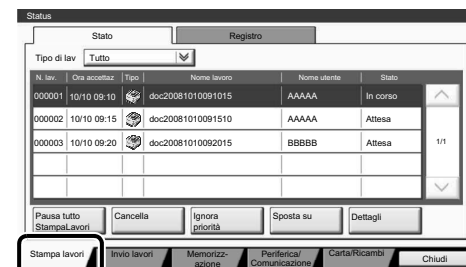 Status
Stato Registro
Tipo di lav Tutto
N. lav. Ora accettaz Tipo Nome lavoro Nome utente Stato
000001 10/10 09:10 doc20081010091015 AAAAA In corso
000002 10/10 09:15 doc20081010091510 AAAAA Attesa
000003 10/10 09:20 doc20081010092015 BBBBB Attesa 1/1
Pausa tutto Cancella Ignora Sposta su Dettagli
StampaLavori priorità
Stampa lavori Invio lavori Memorizz- Periferica/ Carta/Ricambi Chiudi
azione Comunicazione